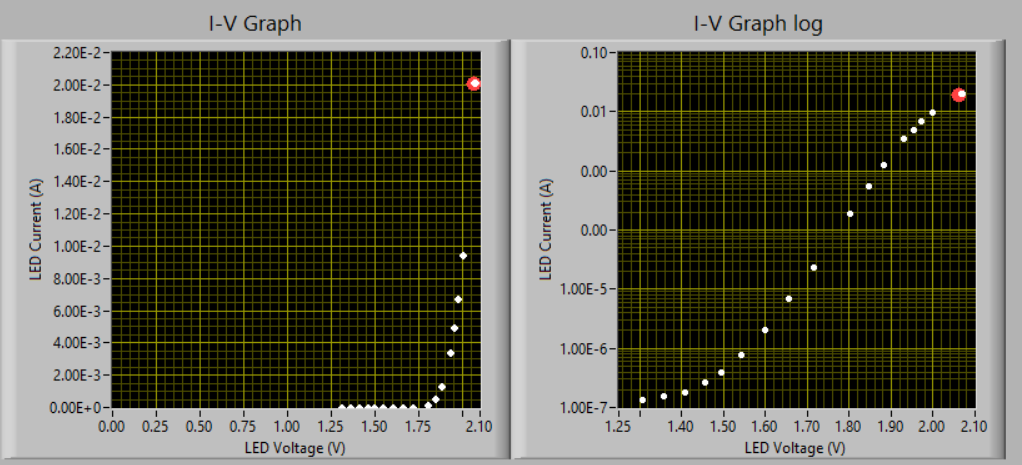 I-V Graph
2.20E-2
2.00E-2
1.80E-2
1.60E-2
1.40E-2
1.20E-2
1.00E-2
8.00E-3
6.00E-3
4.00E-3
2.00E-3
0.00E+0
LED Current (A)
0.00 0.25 0.50 0.75 1.00 1.25 1.50 1.75 2.10
LED Voltage (V)
I-V Graph log
0.10
0.01
0.00
0.00
1.00E-5
1.00E-6
1.00E-7
LED Current (A)
1.25 1.40 1.50 1.60 1.70 1.80 1.90 2.00 2.10
LED Voltage (V)